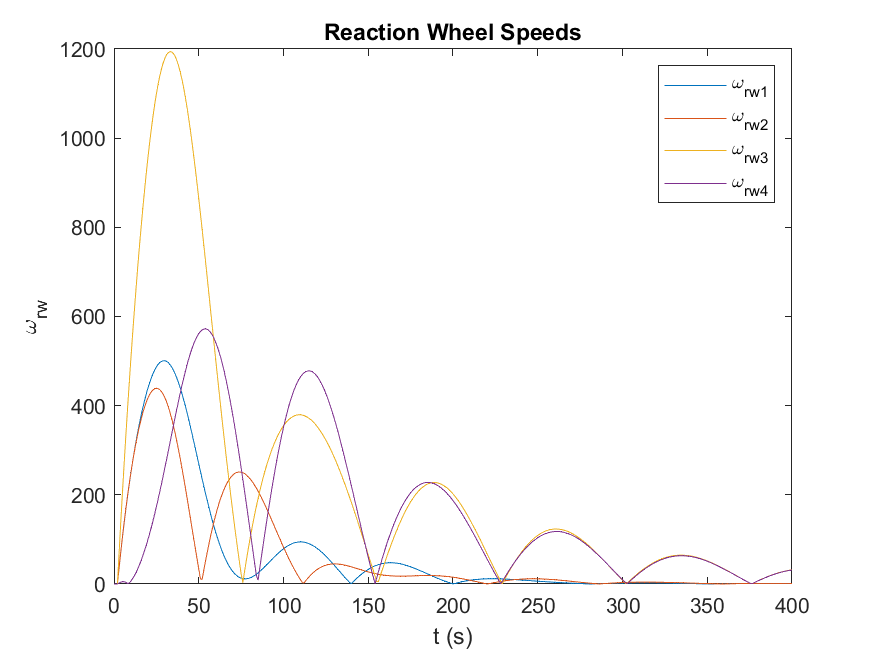 Reaction Wheel Speeds
1200
1000
800
600
400
200
0
ω_rw
ω_rw1
ω_rw2
ω_rw3
ω_rw4
0 50 100 150 200 250 300 350 400
t (s)